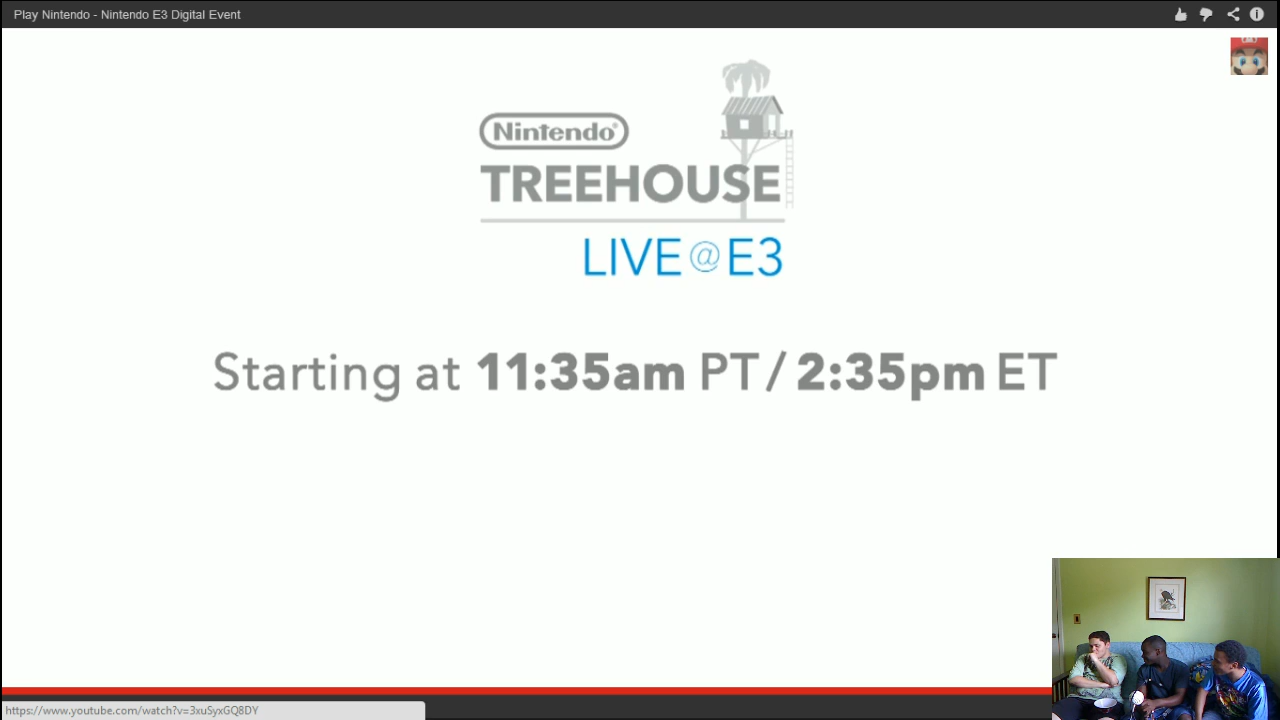 Play Nintendo - Nintendo E3 Digital Event
Nintendo®
TREEHOUSE
LIVE@E3
Starting at 11:35am PT/2:35pm ET
https://www.youtube.com/watch?v=3xuSyxGQ8DY